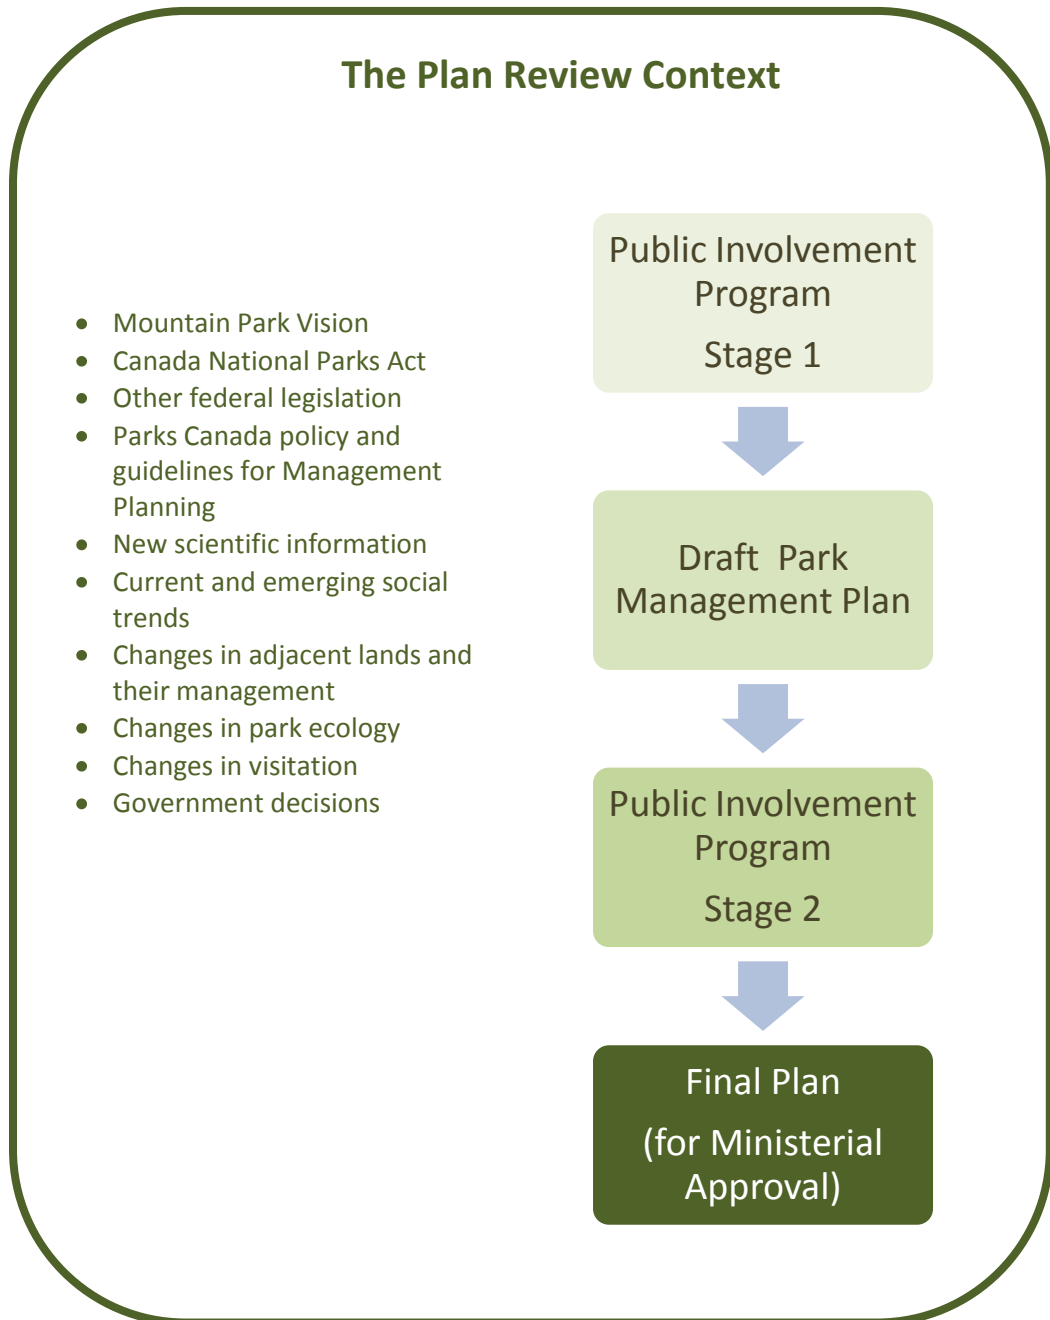 The Plan Review Context
• Mountain Park Vision
• Canada National Parks Act
• Other federal legislation
• Parks Canada policy and
guidelines for Management
Planning
• New scientific information
• Current and emerging social
trends
• Changes in adjacent lands and
their management
• Changes in park ecology
• Changes in visitation
• Government decisions
Public Involvement
Program
Stage 1
Draft Park
Management Plan
Public Involvement
Program
Stage 2
Final Plan
(for Ministerial
Approval)